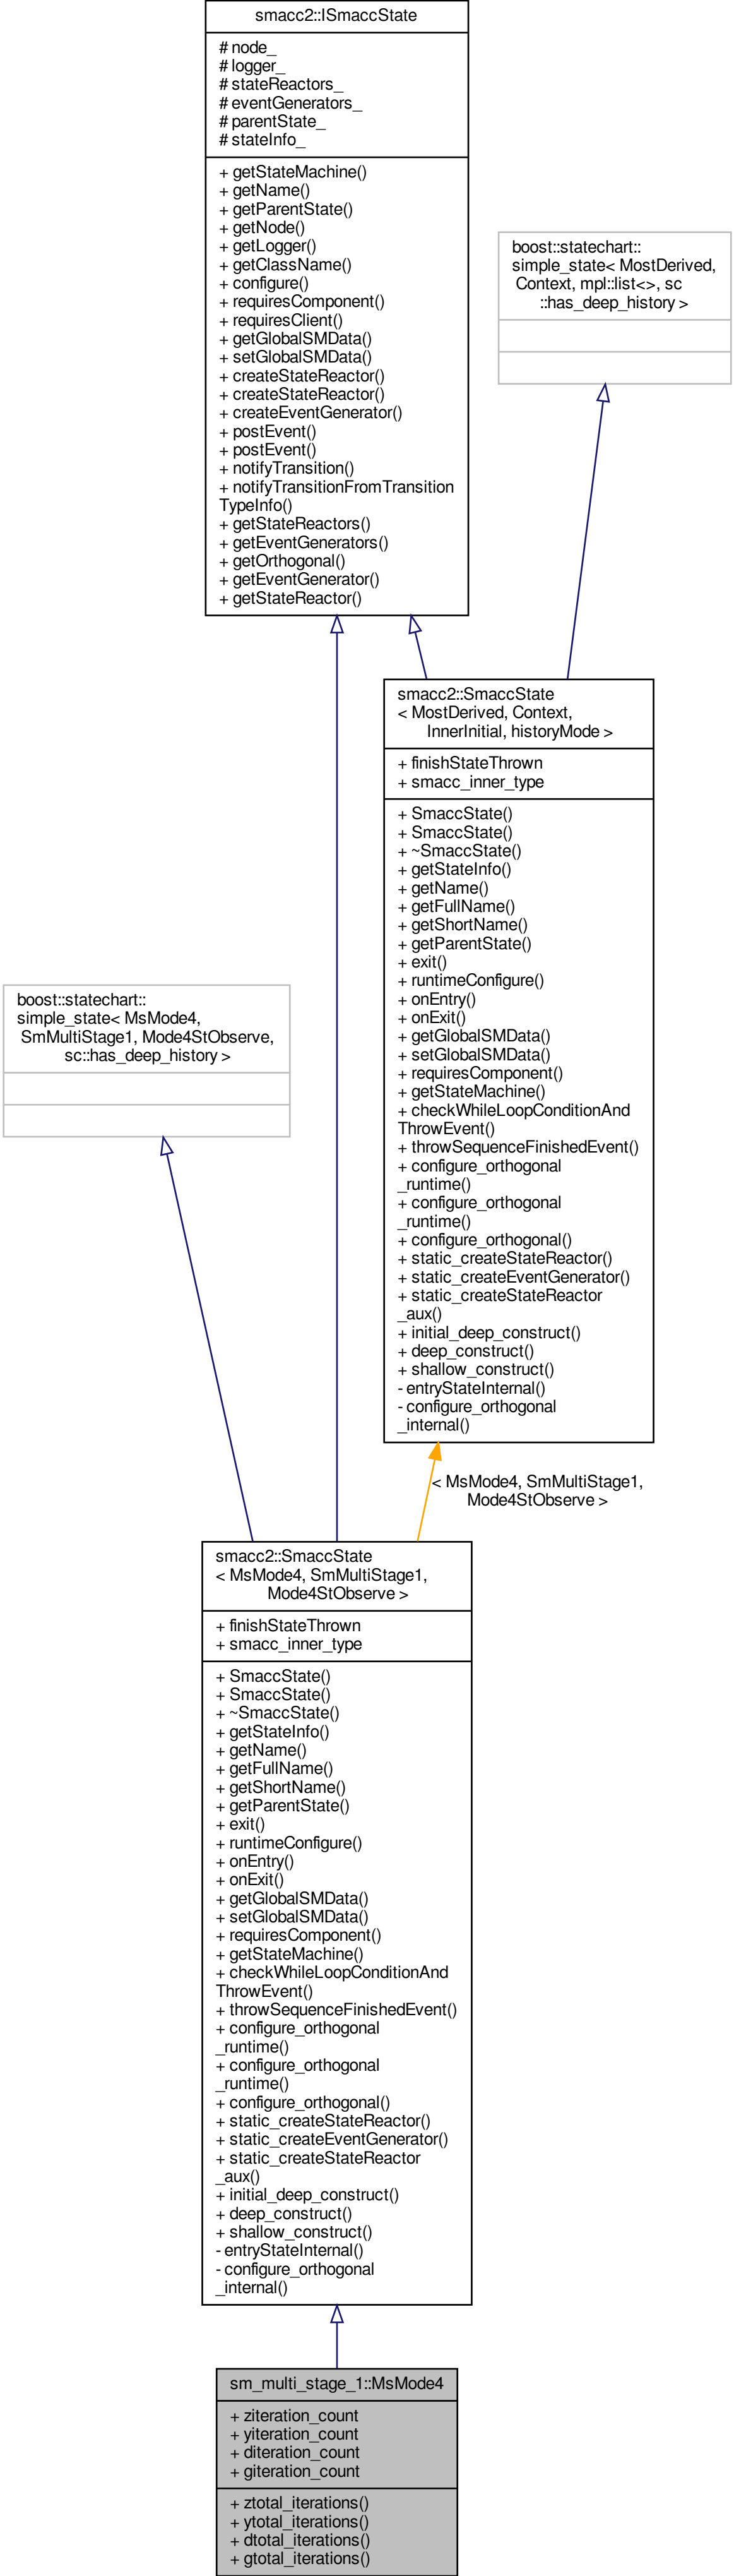 smacc2::ISmaccState
# node_
# logger_
# stateReactors_
# eventGenerators_
# parentState_
# stateInfo_
+ getStateMachine()
+ getName()
+ getParentState()
+ getNode()
+ getLogger()
+ getClassName()
+ configure()
+ requiresComponent()
+ requiresClient()
+ getGlobalSMData()
+ setGlobalSMData()
+ createStateReactor()
+ createStateReactor()
+ createEventGenerator()
+ postEvent()
+ postEvent()
+ notifyTransition()
+ notifyTransitionFromTransition
TypeInfo()
+ getStateReactors()
+ getEventGenerators()
+ getOrthogonal()
+ getEventGenerator()
+ getStateReactor()
boost::statechart::
simple_state< MostDerived,
Context, mpl::list<>, sc
::has_deep_history >
smacc2::SmaccState
< MostDerived, Context,
InnerInitial, historyMode >
+ finishStateThrown
+ smacc_inner_type
+ SmaccState()
+ SmaccState()
+ ~SmaccState()
+ getStateInfo()
+ getName()
+ getFullName()
+ getShortName()
+ getParentState()
+ exit()
+ runtimeConfigure()
+ onEntry()
+ onExit()
+ getGlobalSMData()
+ setGlobalSMData()
+ requiresComponent()
+ getStateMachine()
+ checkWhileLoopConditionAnd
ThrowEvent()
+ throwSequenceFinishedEvent()
+ configure_orthogonal
_runtime()
+ configure_orthogonal
_runtime()
+ configure_orthogonal()
+ static_createStateReactor()
+ static_createEventGenerator()
+ static_createStateReactor
_aux()
+ initial_deep_construct()
+ deep_construct()
+ shallow_construct()
- entryStateInternal()
- configure_orthogonal
_internal()
boost::statechart::
simple_state< MsMode4,
SmMultiStage1, Mode4StObserve,
sc::has_deep_history >
< MsMode4, SmMultiStage1,
Mode4StObserve >
smacc2::SmaccState
< MsMode4, SmMultiStage1,
Mode4StObserve >
+ finishStateThrown
+ smacc_inner_type
+ SmaccState()
+ SmaccState()
+ ~SmaccState()
+ getStateInfo()
+ getName()
+ getFullName()
+ getShortName()
+ getParentState()
+ exit()
+ runtimeConfigure()
+ onEntry()
+ onExit()
+ getGlobalSMData()
+ setGlobalSMData()
+ requiresComponent()
+ getStateMachine()
+ checkWhileLoopConditionAnd
ThrowEvent()
+ throwSequenceFinishedEvent()
+ configure_orthogonal
_runtime()
+ configure_orthogonal
_runtime()
+ configure_orthogonal()
+ static_createStateReactor()
+ static_createEventGenerator()
+ static_createStateReactor
_aux()
+ initial_deep_construct()
+ deep_construct()
+ shallow_construct()
- entryStateInternal()
- configure_orthogonal
_internal()
sm_multi_stage_1::MsMode4
+ ziteration_count
+ yiteration_count
+ diteration_count
+ giteration_count
+ ztotal_iterations()
+ ytotal_iterations()
+ dtotal_iterations()
+ gtotal_iterations()